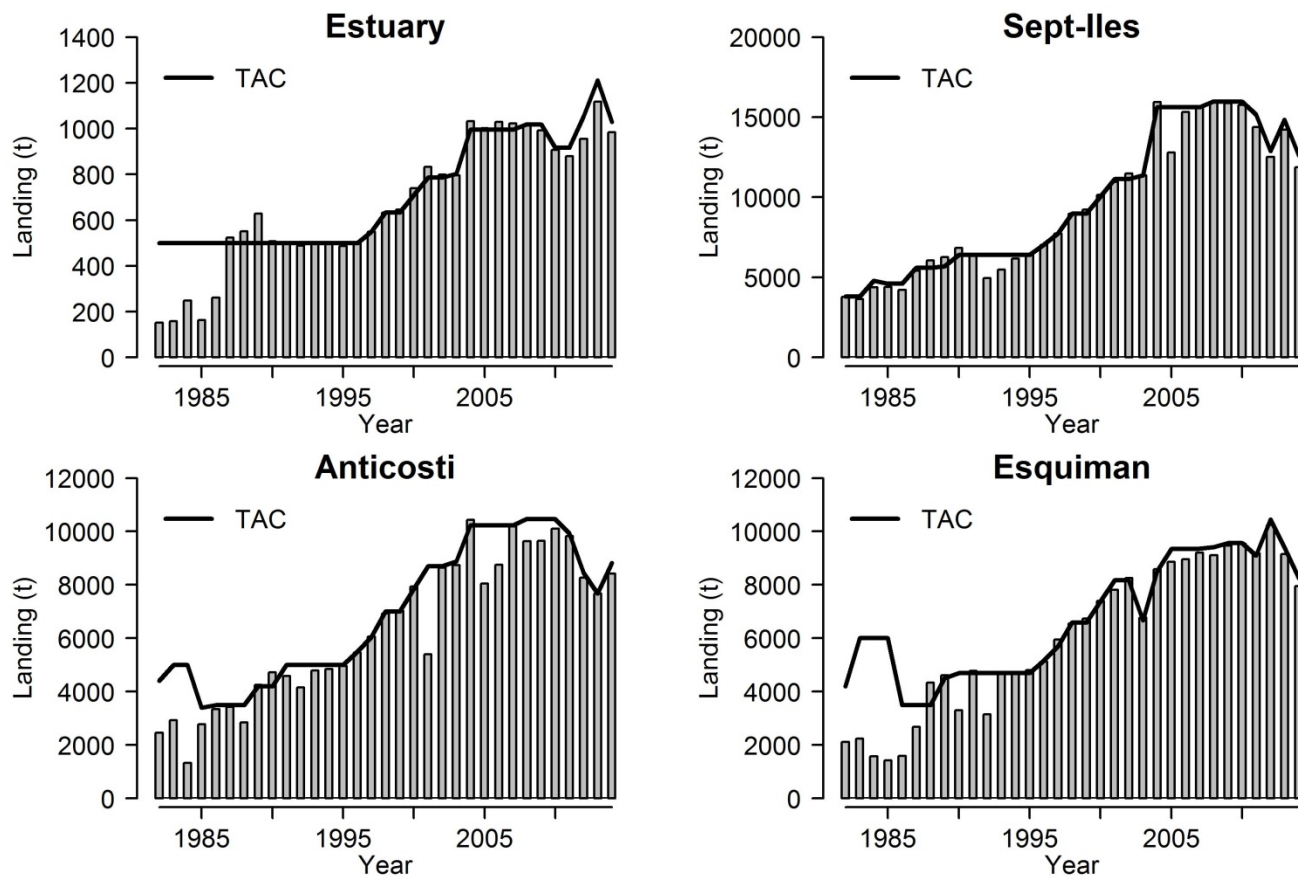 Estuary
1400
1200
1000
800
600
400
200
0
Landing (t)
TAC
1985
1995
2005
Year
Sept-Iles
20000
15000
10000
5000
0
Landing (t)
TAC
1985
1995
2005
Year
Anticosti
12000
10000
8000
6000
4000
2000
0
Landing (t)
TAC
1985
1995
2005
Year
Esquiman
12000
10000
8000
6000
4000
2000
0
Landing (t)
TAC
1985
1995
2005
Year